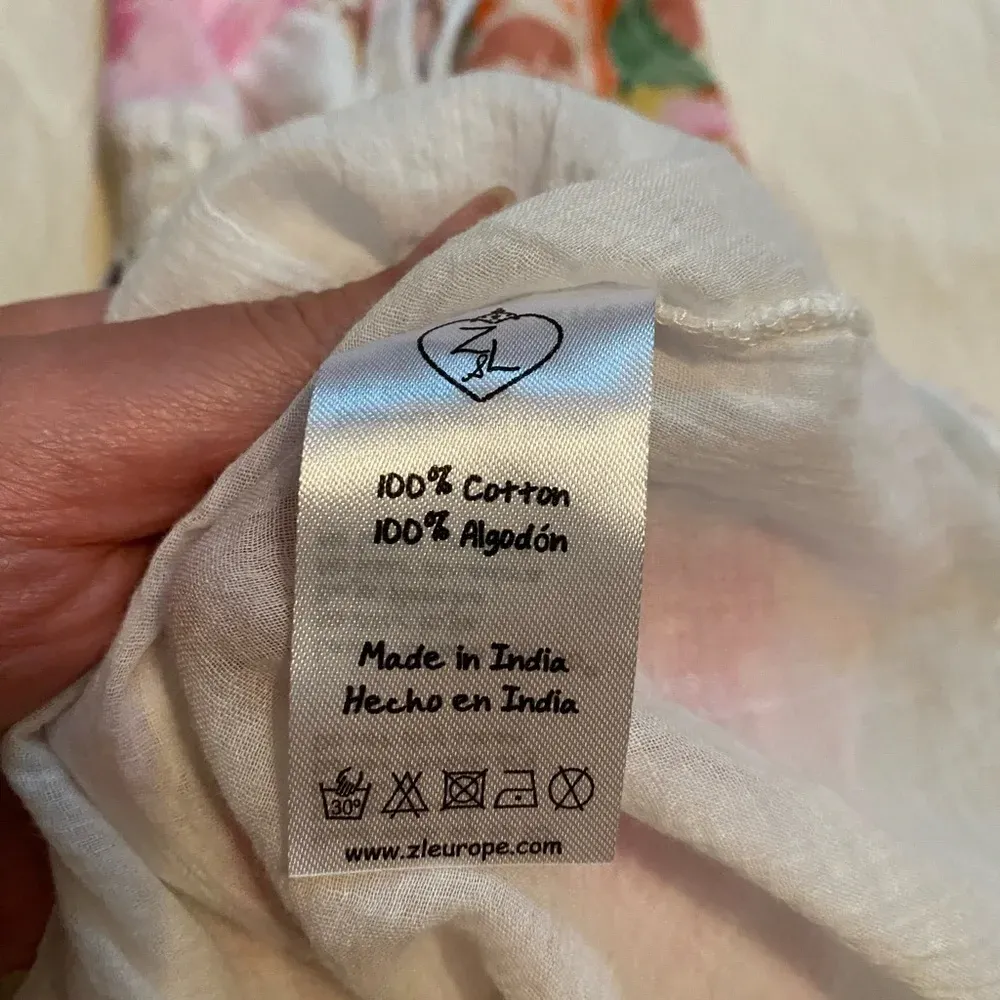 Z&L
100% Cotton
100% Algodón
Made in India
Hecho en India
30°
www.zleurope.com